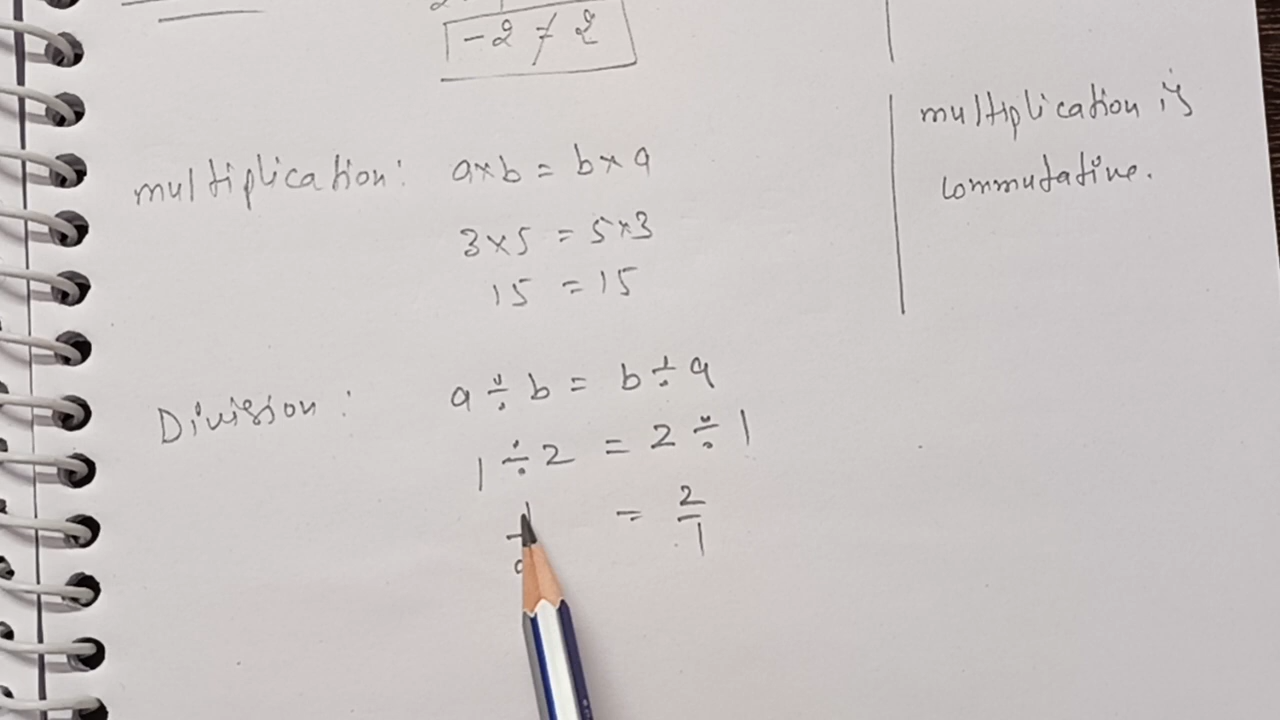 -2 ≠ 2
multiplication: a×b = b×a
3×5 = 5×3
15 = 15
multiplication is
commutative.
Division: a ÷ b = b ÷ a
1 ÷ 2 = 2 ÷ 1
= 2/1